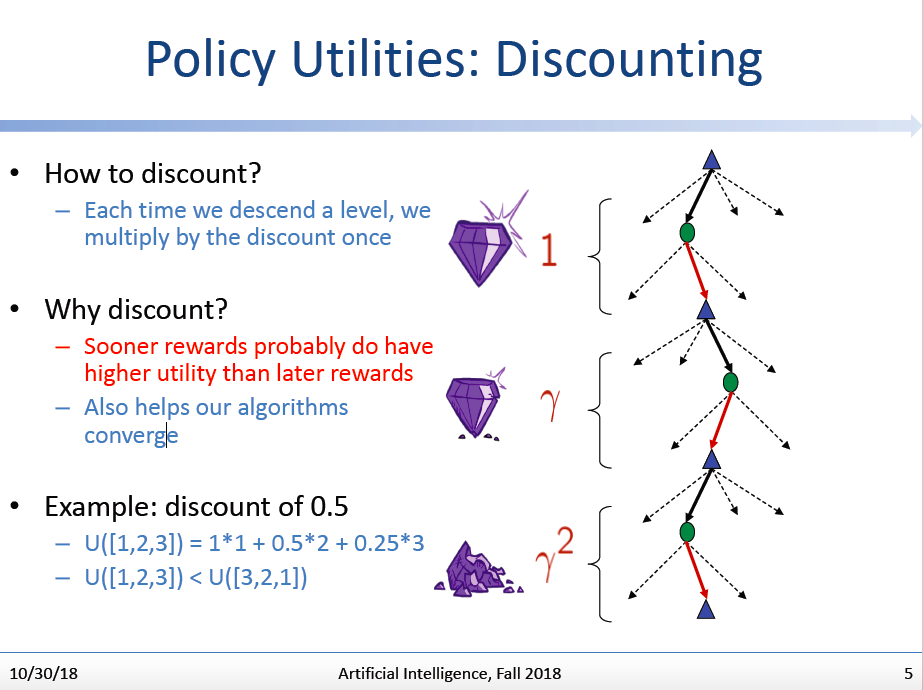 Policy Utilities: Discounting
• How to discount?
– Each time we descend a level, we
multiply by the discount once
• Why discount?
– Sooner rewards probably do have
higher utility than later rewards
– Also helps our algorithms
converge
• Example: discount of 0.5
– U([1,2,3]) = 1*1 + 0.5*2 + 0.25*3
– U([1,2,3]) < U([3,2,1])
1
γ
γ²
10/30/18
Artificial Intelligence, Fall 2018
5